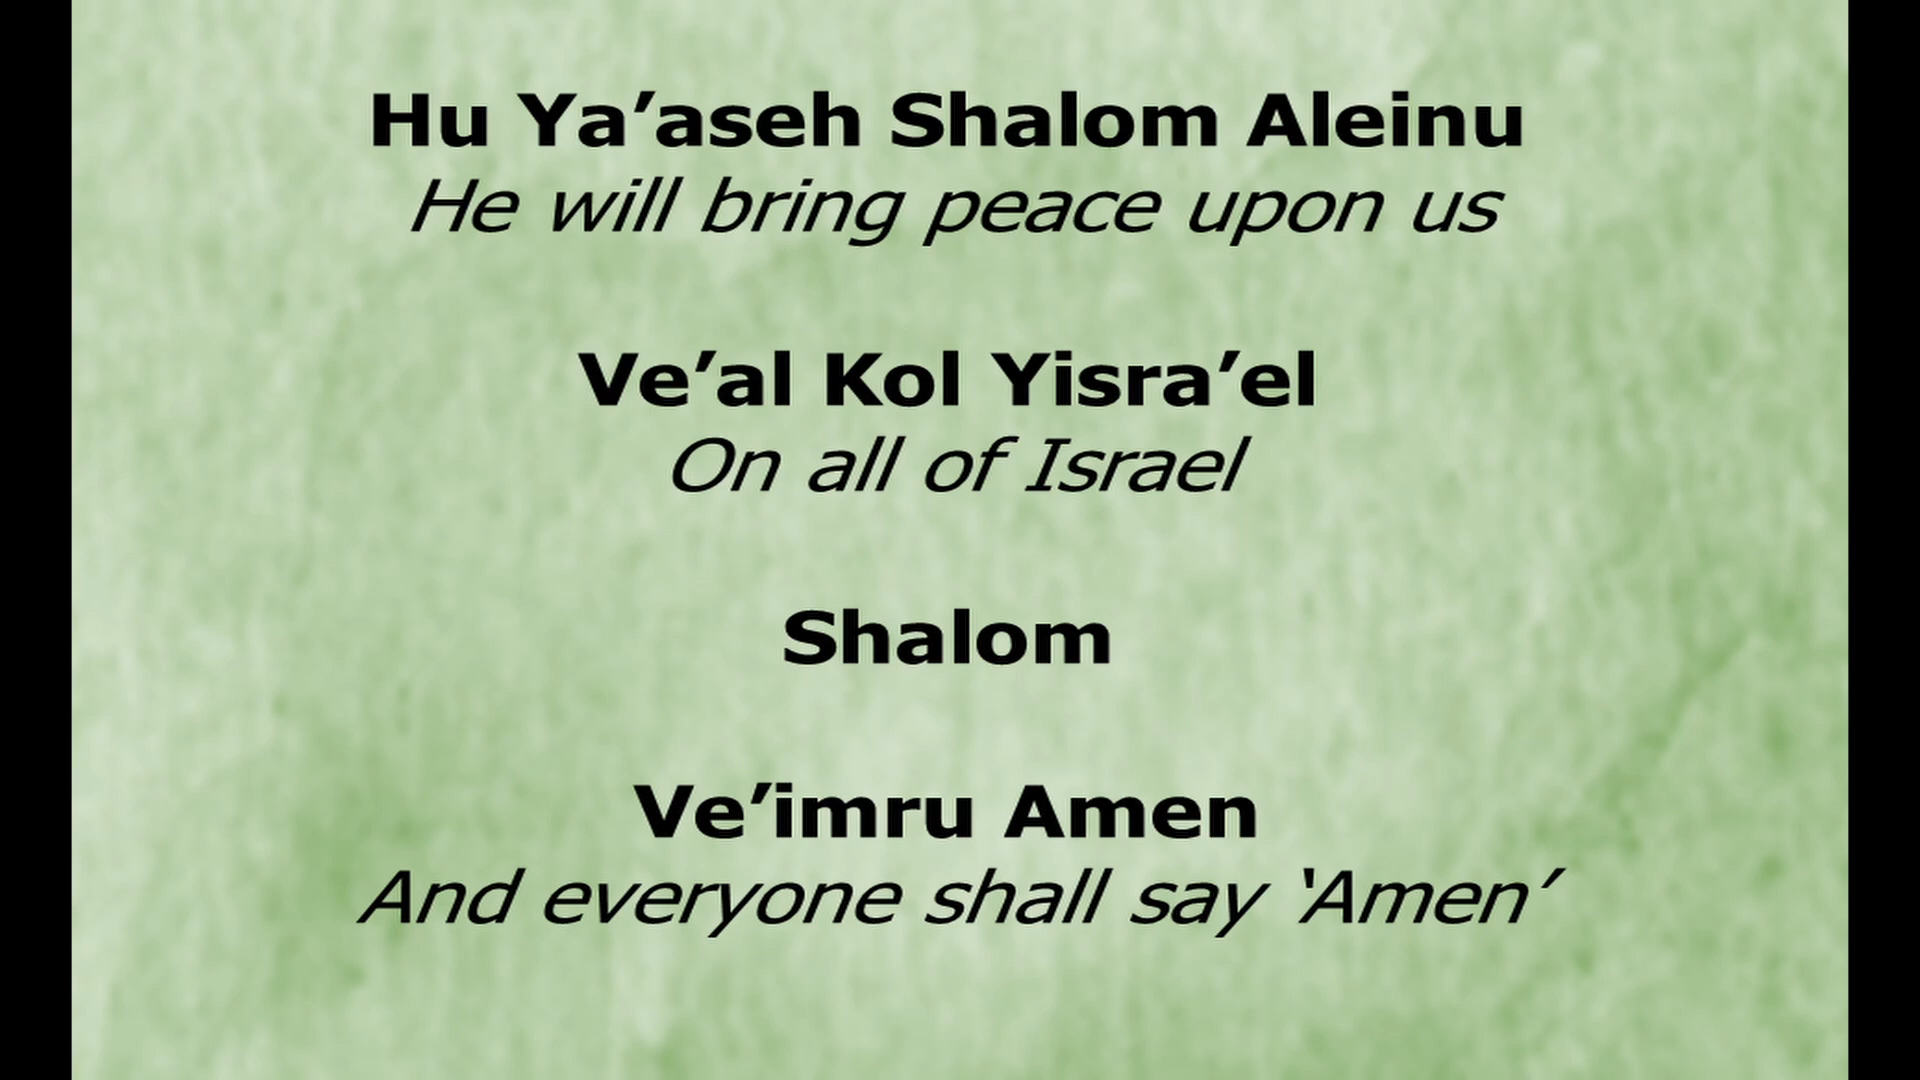 Hu Ya’aseh Shalom Aleinu
He will bring peace upon us
Ve’al Kol Yisra’el
On all of Israel
Shalom
Ve’imru Amen
And everyone shall say ‘Amen’